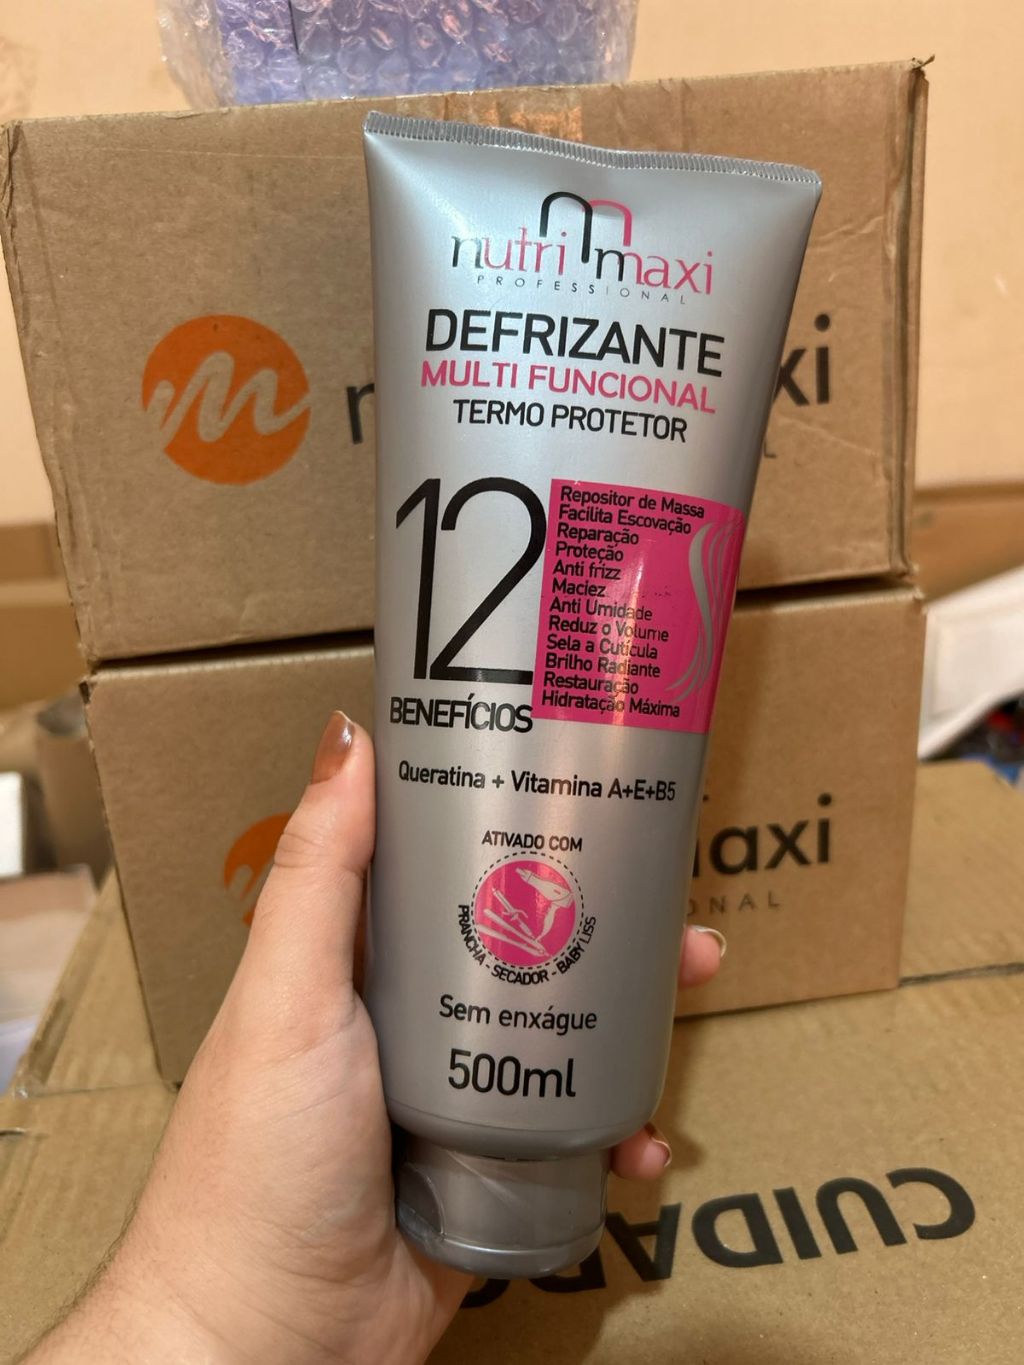 nutri maxi
PROFESSIONAL
DEFRIZANTE
MULTI FUNCIONAL
TERMO PROTETOR
12
BENEFÍCIOS
Repositor de Massa
Facilita Escovação
Reparação
Proteção
Anti frizz
Maciez
Anti Umidade
Reduz o Volume
Sela a Cutícula
Brilho Radiante
Restauração
Hidratação Máxima
Queratina + Vitamina A+E+B5
ATIVADO COM
PRANCHA - SECADOR - BABY LISS
Sem enxágue
500ml